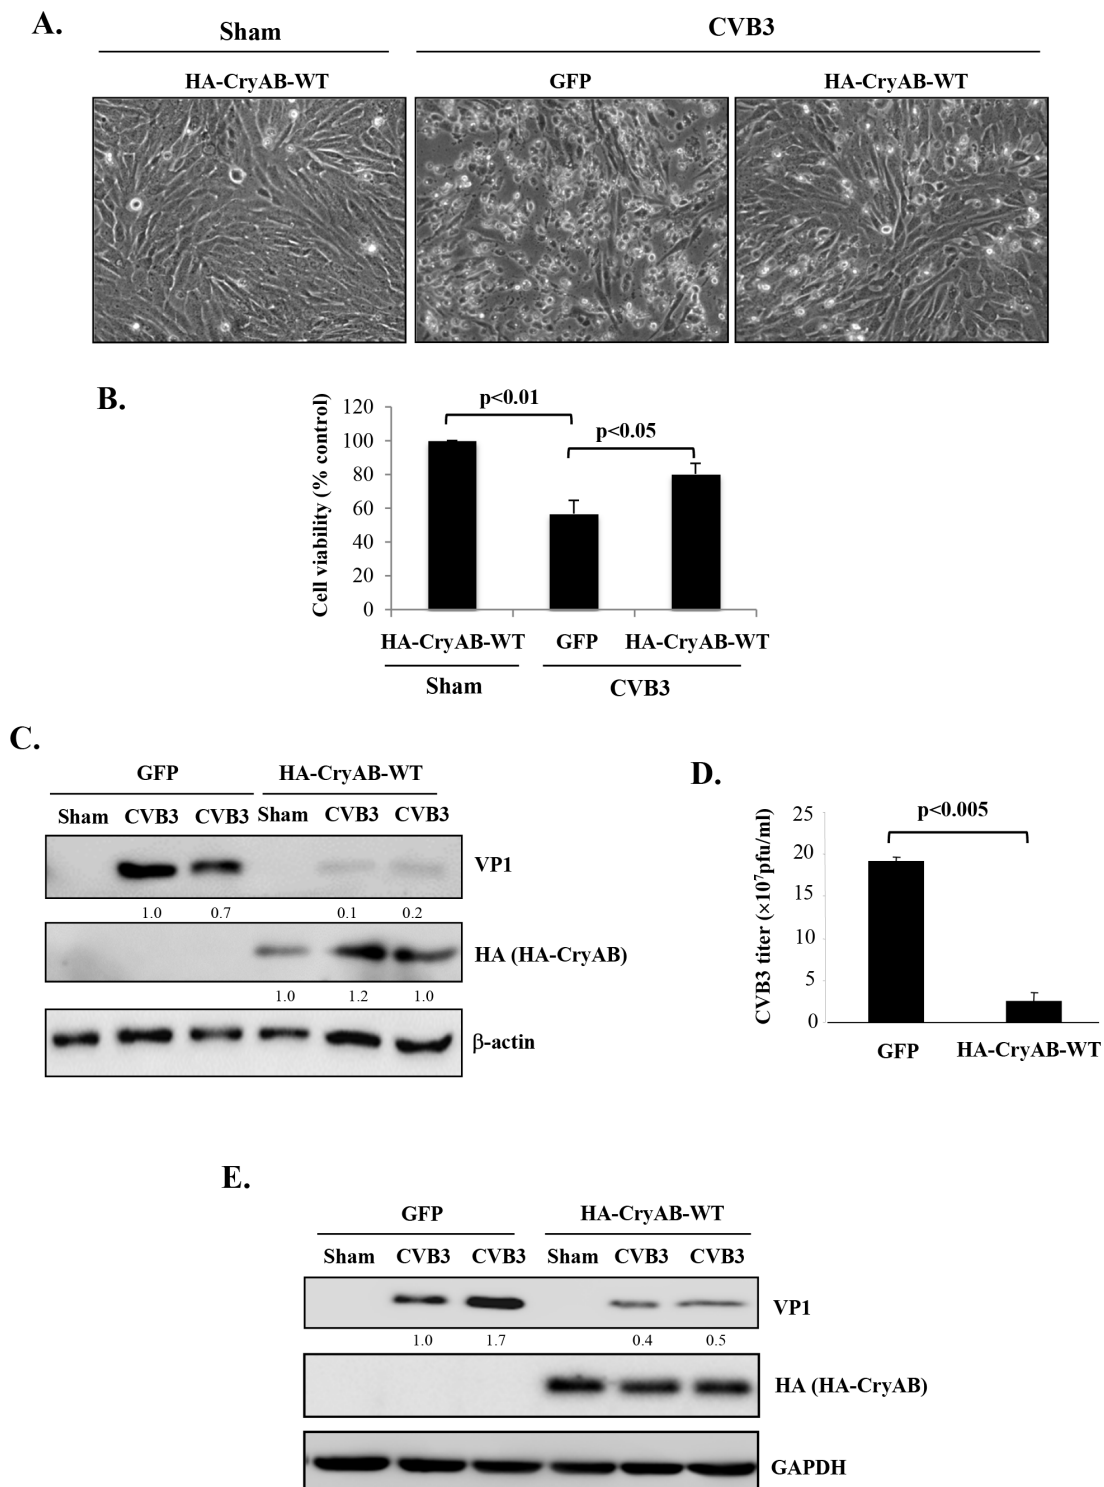 A.
Sham CVB3
HA-CryAB-WT GFP HA-CryAB-WT
B.
Cell viability (% control)
120
100
80
60
40
20
0
p<0.01
p<0.05
HA-CryAB-WT GFP HA-CryAB-WT
Sham CVB3
C.
GFP HA-CryAB-WT
Sham CVB3 CVB3 Sham CVB3 CVB3
VP1
1.0 0.7 0.1 0.2
HA (HA-CryAB)
1.0 1.2 1.0
β-actin
D.
CVB3 titer (×10⁷pfu/ml)
25
20
15
10
5
0
p<0.005
GFP HA-CryAB-WT
E.
GFP HA-CryAB-WT
Sham CVB3 CVB3 Sham CVB3 CVB3
VP1
1.0 1.7 0.4 0.5
HA (HA-CryAB)
GAPDH